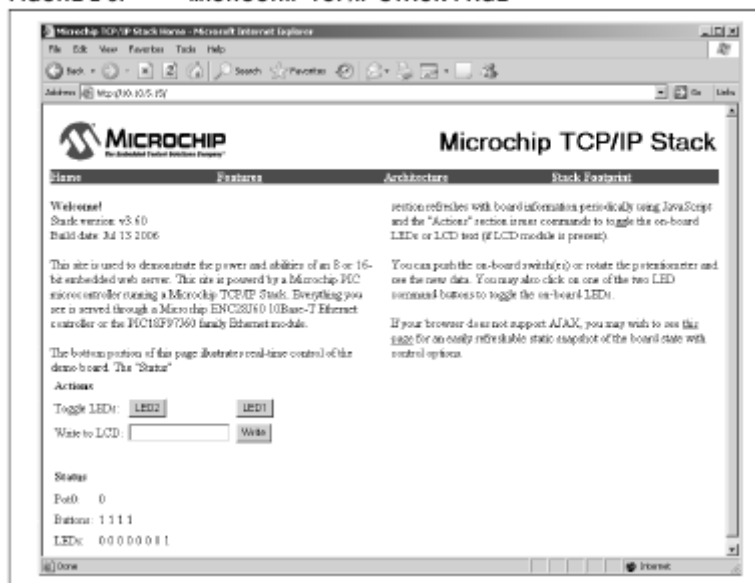 MICROCHIP TCP/IP STACK PAGE
Microchip TCP/IP Stack Home - Microsoft Internet Explorer
File Edit View Favorites Tools Help
Back Search Favorites
Address http://10.10.5.15/ Go Links
MICROCHIP
The Embedded Control Solutions Company
Microchip TCP/IP Stack
Home Features Architecture Stack Footprint
Welcome!
Stack version: v3.60
Build date: Jul 13 2006
This site is used to demonstrate the power and abilities of an 8 or 16-
bit embedded web server. This site is powerd by a Microchip PIC
microcontroller running a Microchip TCP/IP Stack. Everything you
see is served through a Microchip ENC28J60 10Base-T Ethernet
controller or the PIC18F97J60 family Ethernet module.
The bottom portion of this page illustrates real-time control of the
demo board. The "Status"
section refreshes with board information periodically using JavaScript
and the "Actions" section issues commands to toggle the on-board
LEDs or LCD text (if LCD module is present).
You can push the on-board switch(es) or rotate the potentiometer and
see the new data. You may also click on one of the two LED
command buttons to toggle the on-board LEDs.
If your browser does not support AJAX, you may wish to see this
page for an easily refreshable static snapshot of the board state with
control options.
Actions
Toggle LEDs: LED2 LED1
Write to LCD: Write
Status
Pot0: 0
Buttons: 1 1 1 1
LEDs: 0 0 0 0 0 0 0 1
Done Internet